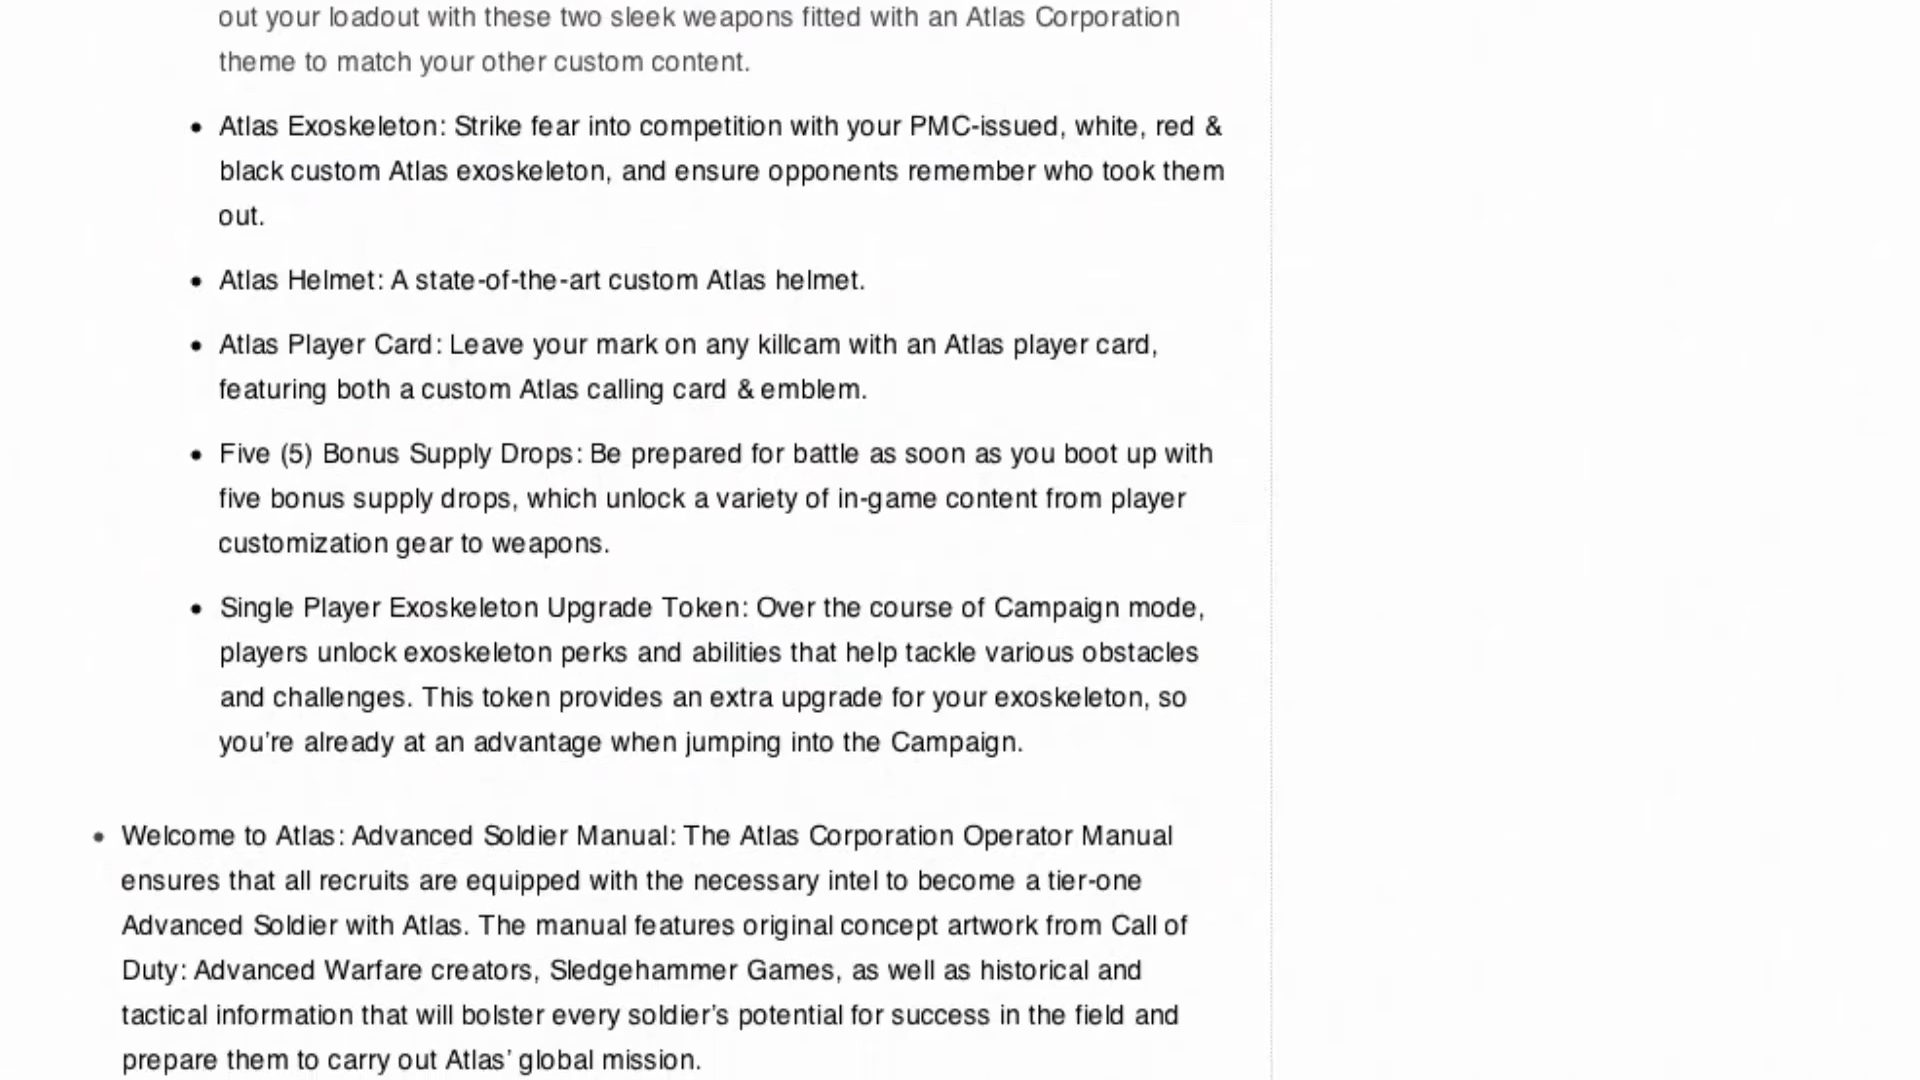 out your loadout with these two sleek weapons fitted with an Atlas Corporation
theme to match your other custom content.
• Atlas Exoskeleton: Strike fear into competition with your PMC-issued, white, red &
black custom Atlas exoskeleton, and ensure opponents remember who took them
out.
• Atlas Helmet: A state-of-the-art custom Atlas helmet.
• Atlas Player Card: Leave your mark on any killcam with an Atlas player card,
featuring both a custom Atlas calling card & emblem.
• Five (5) Bonus Supply Drops: Be prepared for battle as soon as you boot up with
five bonus supply drops, which unlock a variety of in-game content from player
customization gear to weapons.
• Single Player Exoskeleton Upgrade Token: Over the course of Campaign mode,
players unlock exoskeleton perks and abilities that help tackle various obstacles
and challenges. This token provides an extra upgrade for your exoskeleton, so
you’re already at an advantage when jumping into the Campaign.
• Welcome to Atlas: Advanced Soldier Manual: The Atlas Corporation Operator Manual
ensures that all recruits are equipped with the necessary intel to become a tier-one
Advanced Soldier with Atlas. The manual features original concept artwork from Call of
Duty: Advanced Warfare creators, Sledgehammer Games, as well as historical and
tactical information that will bolster every soldier’s potential for success in the field and
prepare them to carry out Atlas’ global mission.